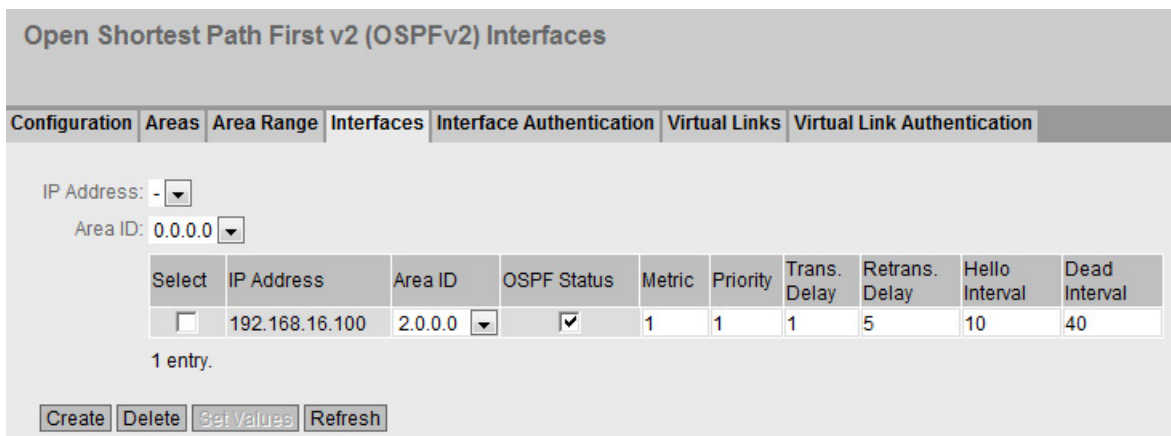 Open Shortest Path First v2 (OSPFv2) Interfaces
Configuration Areas Area Range Interfaces Interface Authentication Virtual Links Virtual Link Authentication
IP Address: -
Area ID: 0.0.0.0
Select IP Address Area ID OSPF Status Metric Priority Trans. Delay Retrans. Delay Hello Interval Dead Interval
192.168.16.100 2.0.0.0 1 1 1 5 10 40
1 entry.
Create Delete Set Values Refresh